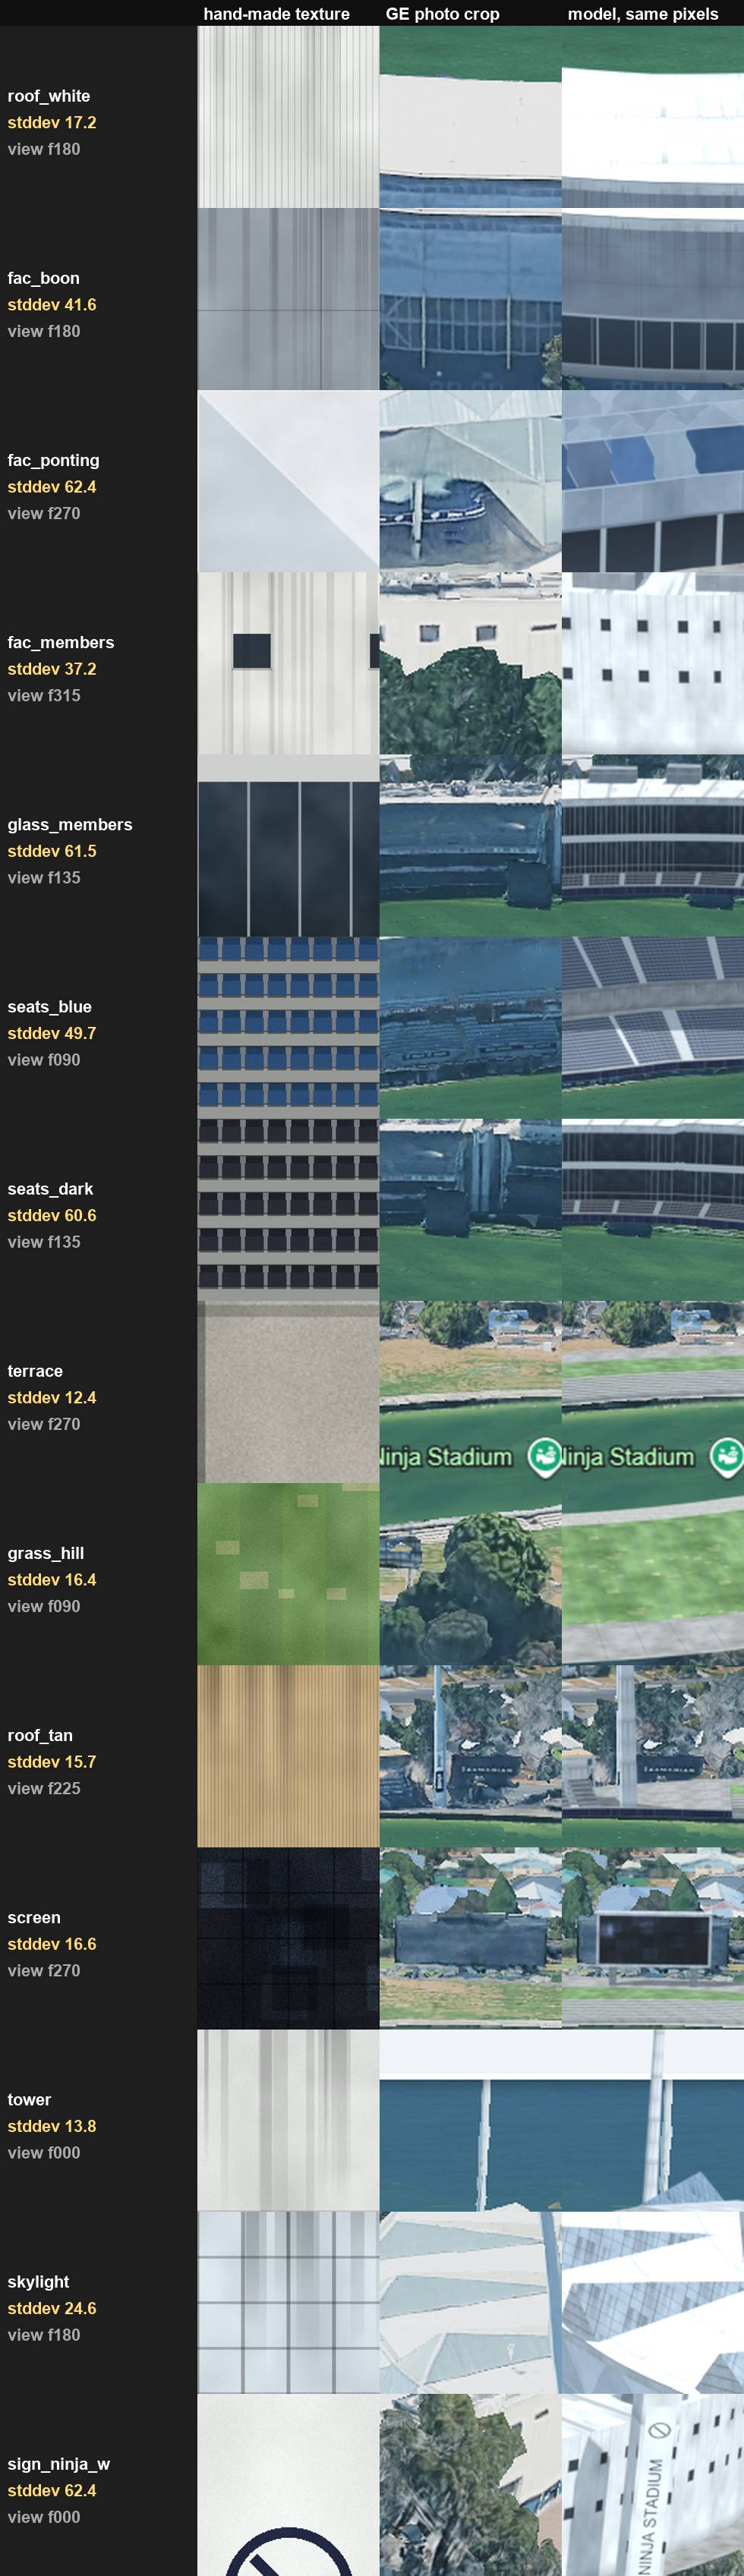 hand-made texture GE photo crop model, same pixels
roof_white
stddev 17.2
view f180
fac_boon
stddev 41.6
view f180
fac_ponting
stddev 62.4
view f270
fac_members
stddev 37.2
view f315
glass_members
stddev 61.5
view f135
seats_blue
stddev 49.7
view f090
seats_dark
stddev 60.6
view f135
terrace
stddev 12.4
view f270
Ninja Stadium
Ninja Stadium
grass_hill
stddev 16.4
view f090
roof_tan
stddev 15.7
view f225
TASMANIAN
TASMANIAN
screen
stddev 16.6
view f270
tower
stddev 13.8
view f000
skylight
stddev 24.6
view f180
sign_ninja_w
stddev 62.4
view f000
NINJA STADIUM